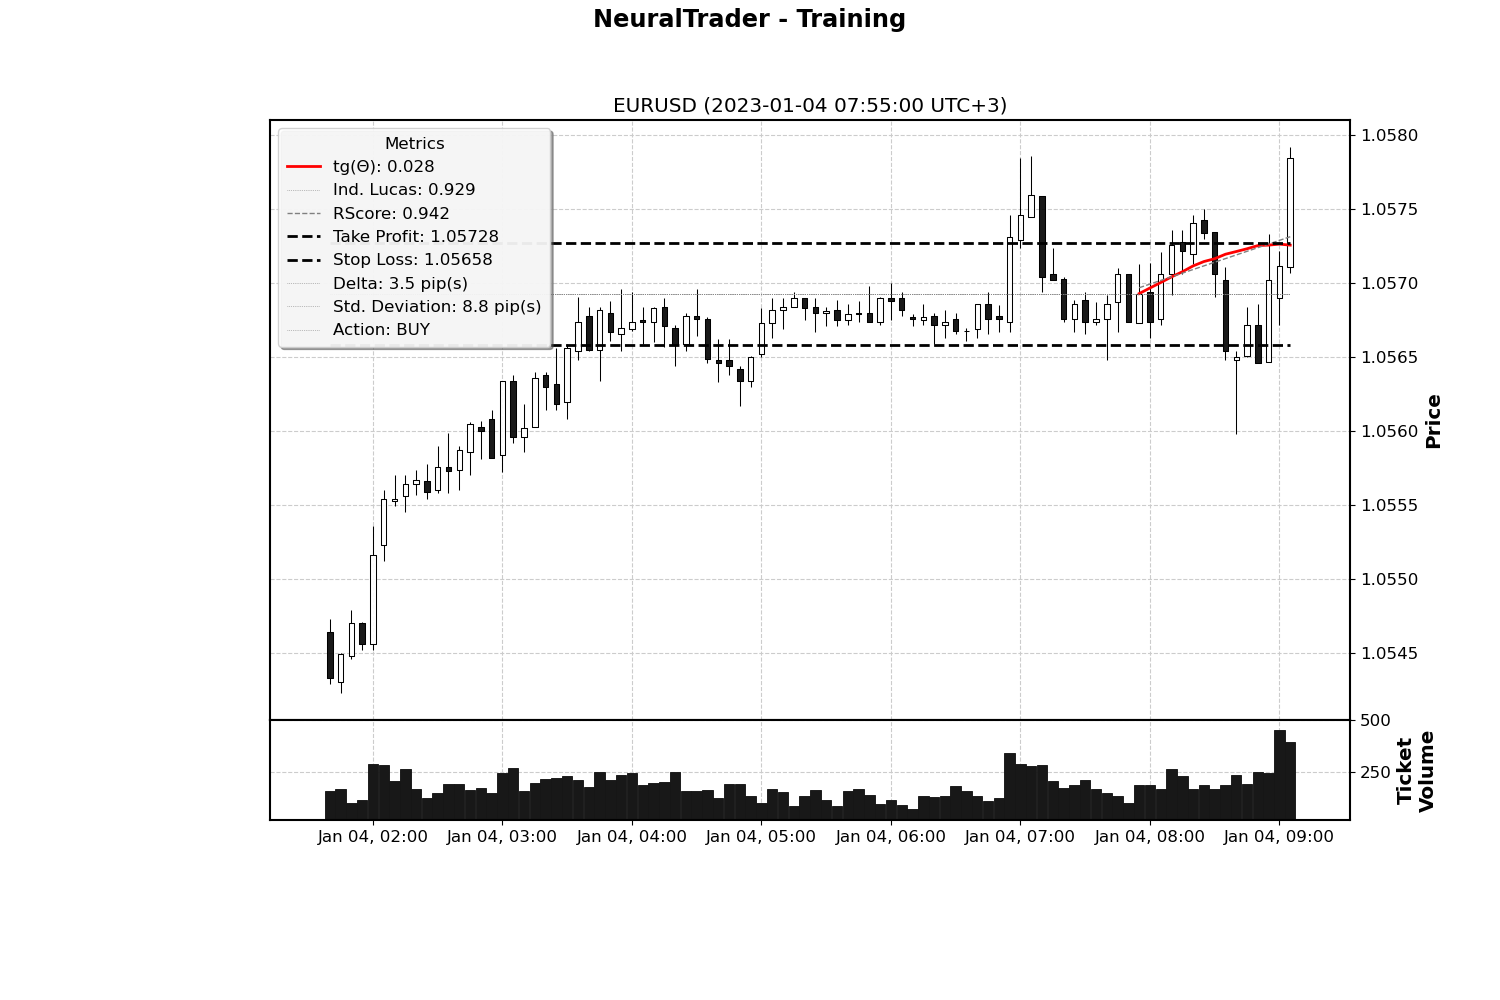 NeuralTrader - Training
EURUSD (2023-01-04 07:55:00 UTC+3)
Metrics
tg(Θ): 0.028
Ind. Lucas: 0.929
RScore: 0.942
Take Profit: 1.05728
Stop Loss: 1.05658
Delta: 3.5 pip(s)
Std. Deviation: 8.8 pip(s)
Action: BUY
1.0580
1.0575
1.0570
1.0565
1.0560
1.0555
1.0550
1.0545
Price
500
250
Ticket
Volume
Jan 04, 02:00 Jan 04, 03:00 Jan 04, 04:00 Jan 04, 05:00 Jan 04, 06:00 Jan 04, 07:00 Jan 04, 08:00 Jan 04, 09:00